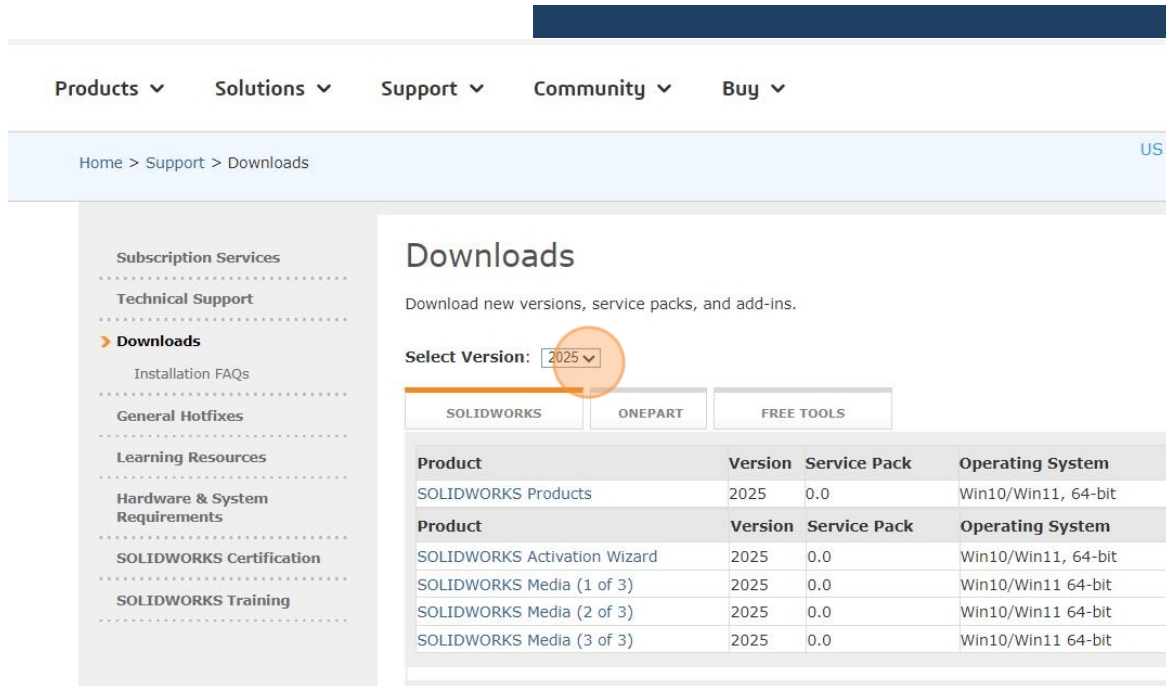 Products Solutions Support Community Buy
Home > Support > Downloads
US
Subscription Services
Technical Support
Downloads
Installation FAQs
General Hotfixes
Learning Resources
Hardware & System
Requirements
SOLIDWORKS Certification
SOLIDWORKS Training
Downloads
Download new versions, service packs, and add-ins.
Select Version: 2025
SOLIDWORKS ONEPART FREE TOOLS
Product Version Service Pack Operating System
SOLIDWORKS Products 2025 0.0 Win10/Win11, 64-bit
Product Version Service Pack Operating System
SOLIDWORKS Activation Wizard 2025 0.0 Win10/Win11, 64-bit
SOLIDWORKS Media (1 of 3) 2025 0.0 Win10/Win11 64-bit
SOLIDWORKS Media (2 of 3) 2025 0.0 Win10/Win11 64-bit
SOLIDWORKS Media (3 of 3) 2025 0.0 Win10/Win11 64-bit